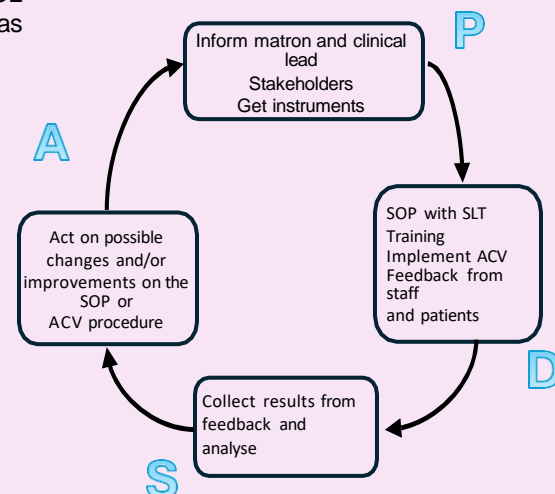 as
P
Inform matron and clinical
lead
Stakeholders
Get instruments
A
SOP with SLT
Training
Implement ACV
Feedback from
staff
and patients
D
Act on possible
changes and/or
improvements on the
SOP or
ACV procedure
Collect results from
feedback and
analyse
S